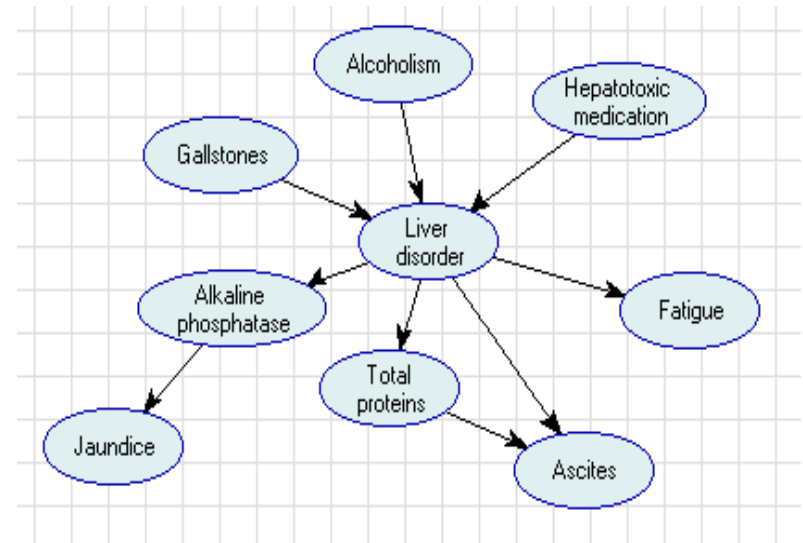 Alcoholism
Hepatotoxic
medication
Gallstones
Liver
disorder
Alkaline
phosphatase
Fatigue
Total
proteins
Jaundice
Ascites